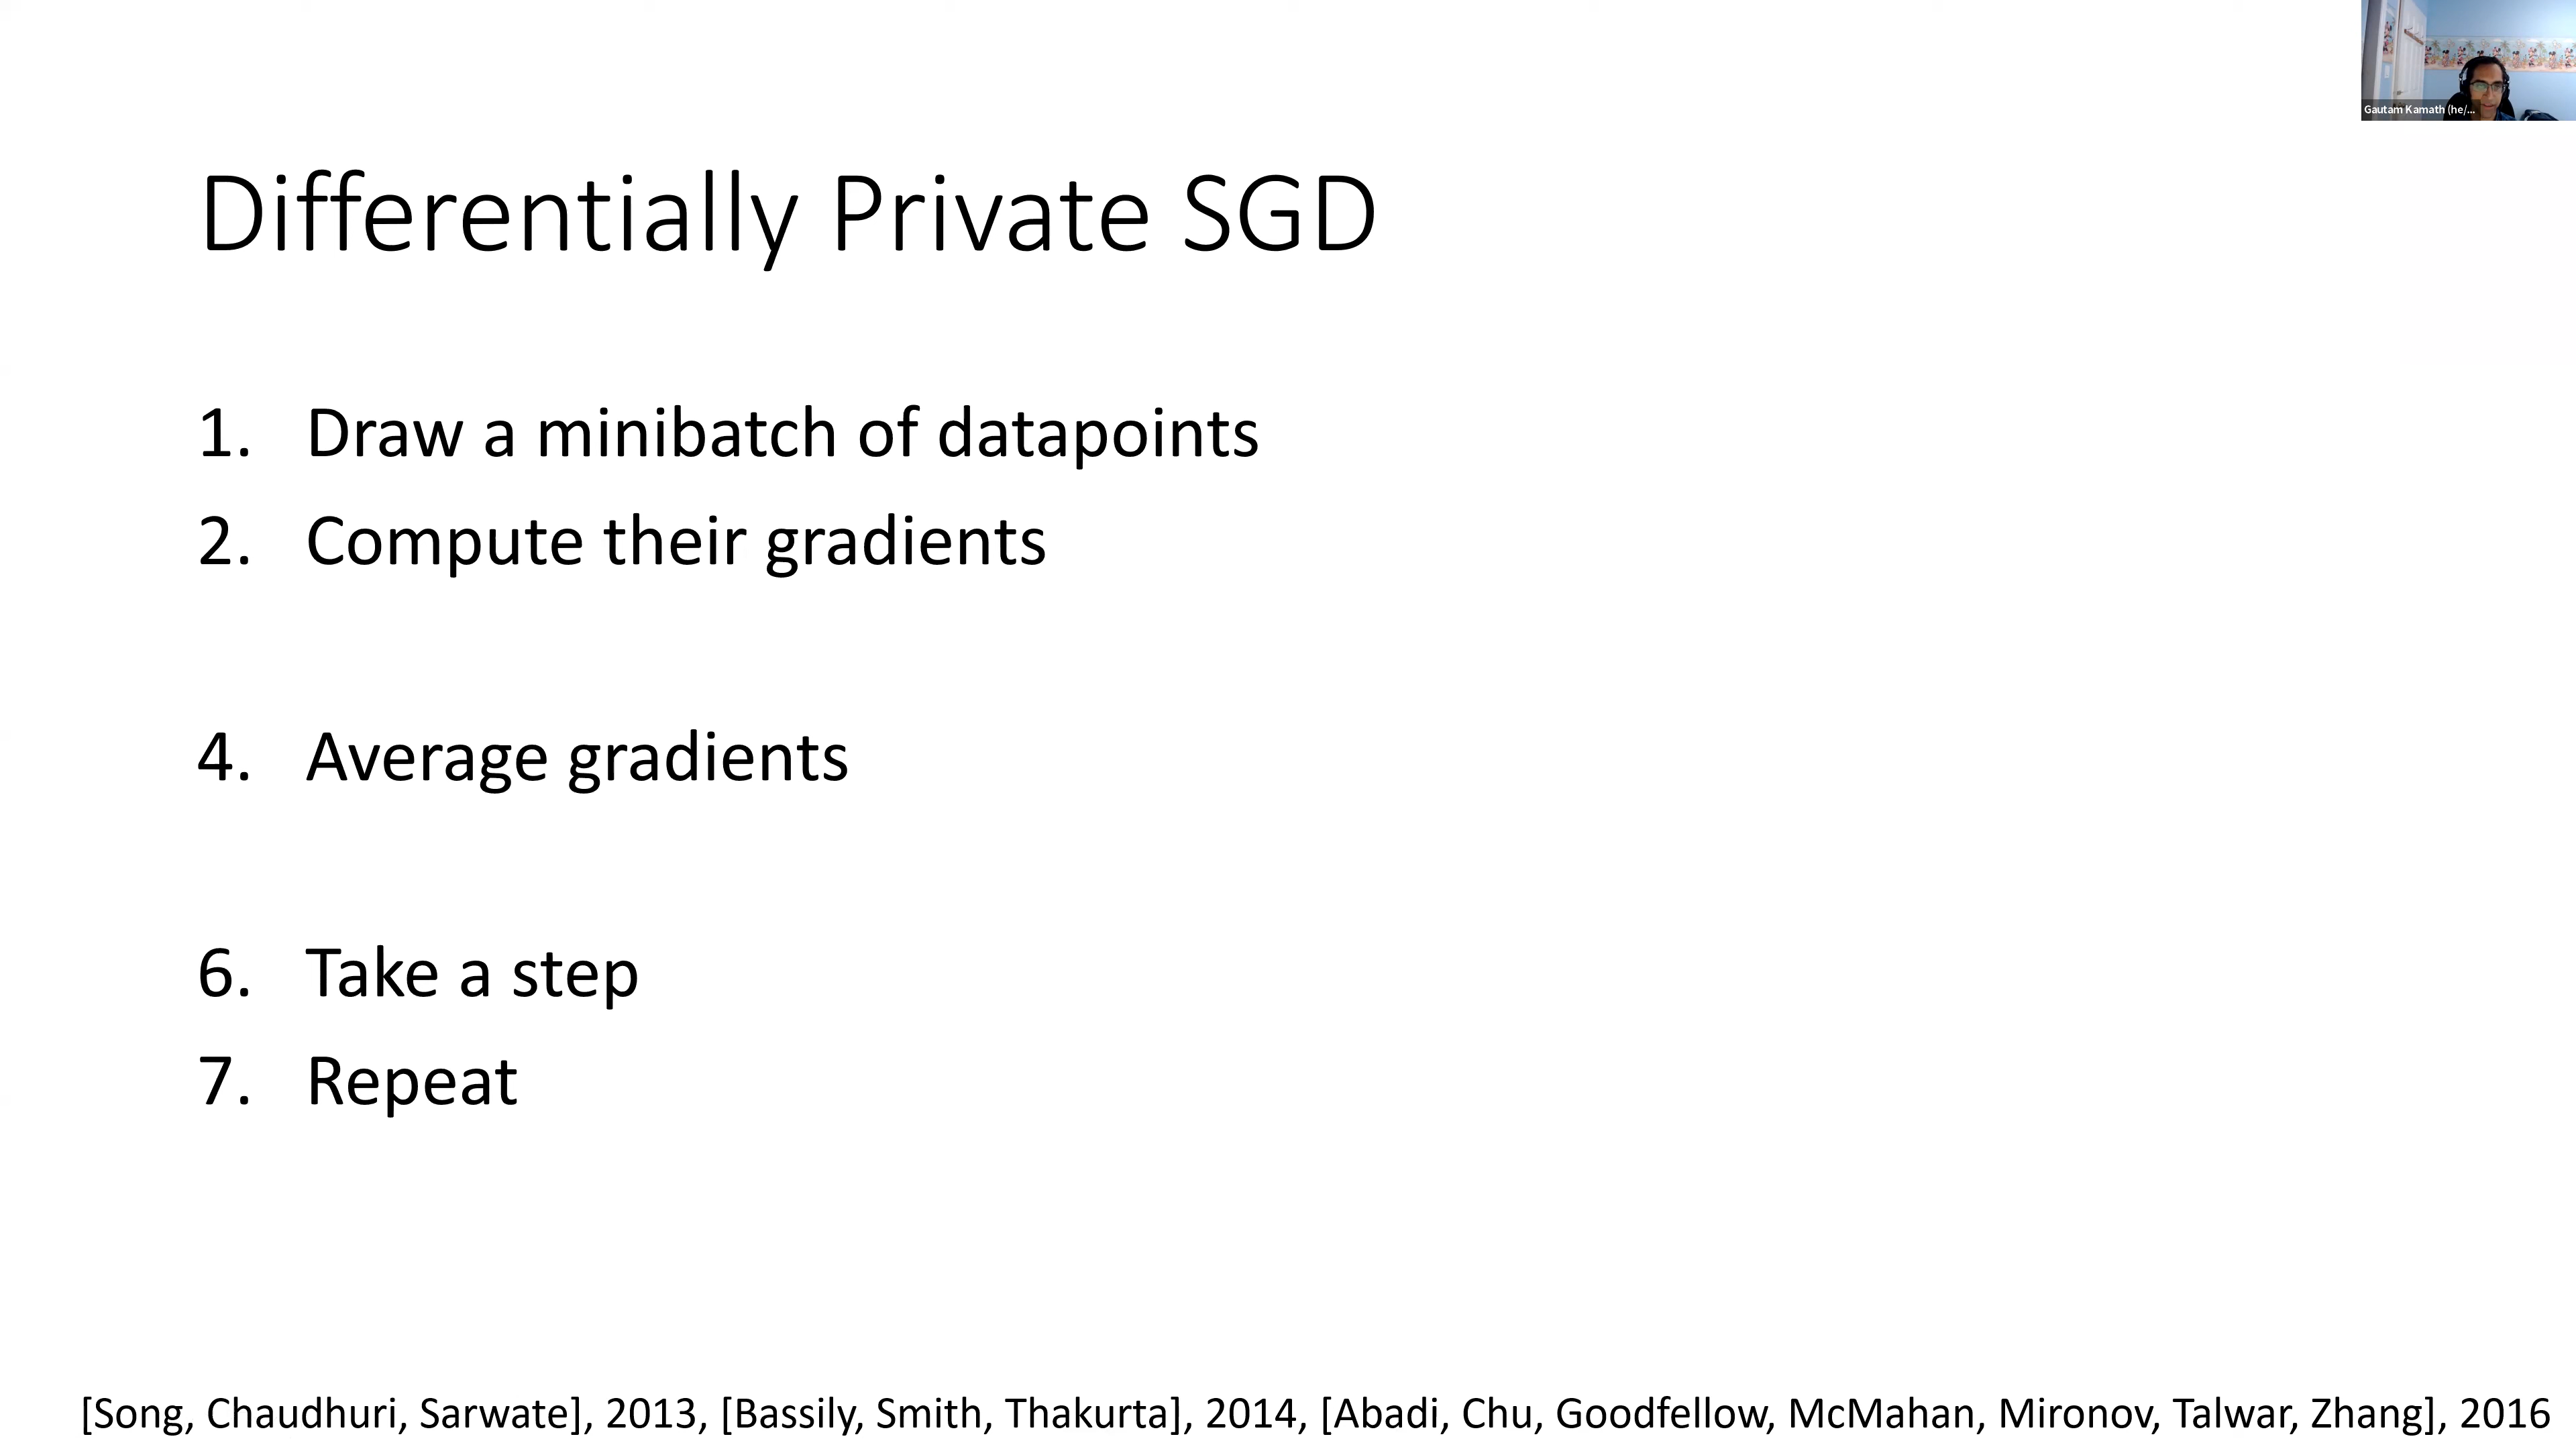 Gautam Kamath (he/...
Differentially Private SGD
1. Draw a minibatch of datapoints
2. Compute their gradients
4. Average gradients
6. Take a step
7. Repeat
[Song, Chaudhuri, Sarwate], 2013, [Bassily, Smith, Thakurta], 2014, [Abadi, Chu, Goodfellow, McMahan, Mironov, Talwar, Zhang], 2016